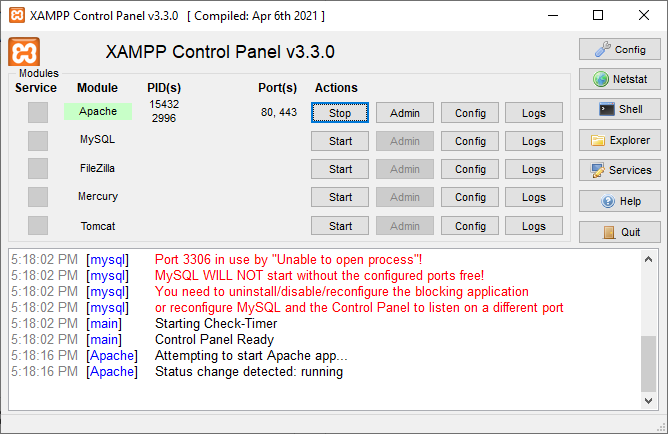 XAMPP Control Panel v3.3.0 [ Compiled: Apr 6th 2021 ]
XAMPP Control Panel v3.3.0
Config
Modules
Service Module PID(s) Port(s) Actions
Netstat
Apache 15432 2996 80, 443 Stop Admin Config Logs
Shell
MySQL Start Admin Config Logs
Explorer
FileZilla Start Admin Config Logs
Services
Mercury Start Admin Config Logs
Help
Tomcat Start Admin Config Logs
Quit
5:18:02 PM [mysql] Port 3306 in use by "Unable to open process"!
5:18:02 PM [mysql] MySQL WILL NOT start without the configured ports free!
5:18:02 PM [mysql] You need to uninstall/disable/reconfigure the blocking application
5:18:02 PM [mysql] or reconfigure MySQL and the Control Panel to listen on a different port
5:18:02 PM [main] Starting Check-Timer
5:18:02 PM [main] Control Panel Ready
5:18:16 PM [Apache] Attempting to start Apache app...
5:18:16 PM [Apache] Status change detected: running